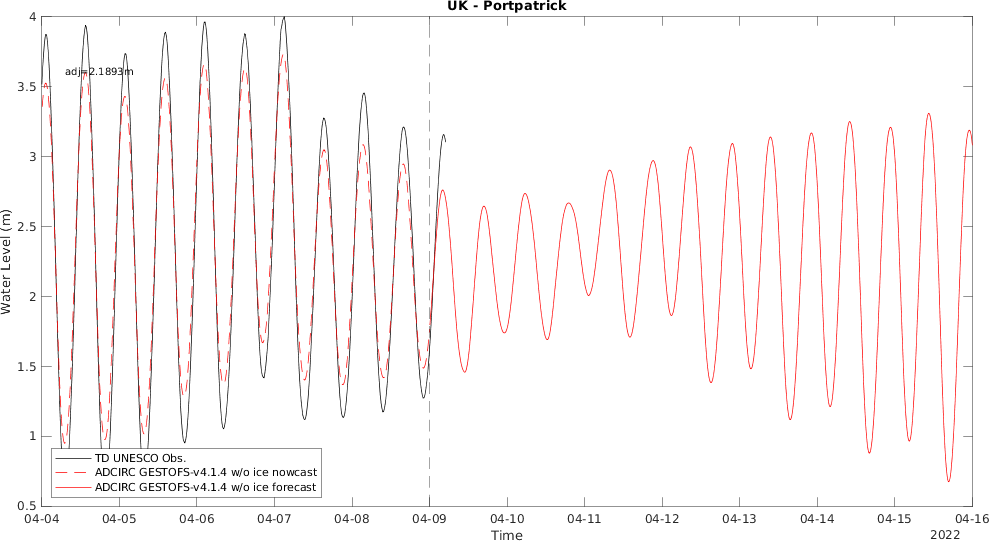 UK - Portpatrick
4
adj=2.1893m
3.5
3
2.5
2
1.5
1
0.5
Water Level (m)
TD UNESCO Obs.
ADCIRC GESTOFS-v4.1.4 w/o ice nowcast
ADCIRC GESTOFS-v4.1.4 w/o ice forecast
04-04 04-05 04-06 04-07 04-08 04-09 04-10 04-11 04-12 04-13 04-14 04-15 04-16
Time
2022